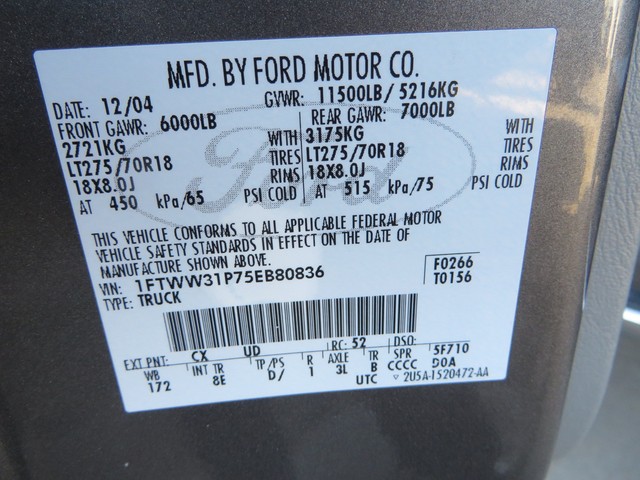 MFD. BY FORD MOTOR CO.
DATE: 12/04 GVWR: 11500LB/ 5216KG
FRONT GAWR: 6000LB REAR GAWR: 7000LB
2721KG WITH 3175KG WITH
LT275/70R18 TIRES LT275/70R18 TIRES
18X8.0J RIMS 18X8.0J RIMS
AT 450 kPa/65 PSI COLD AT 515 kPa/75 PSI COLD
Ford
THIS VEHICLE CONFORMS TO ALL APPLICABLE FEDERAL MOTOR
VEHICLE SAFETY STANDARDS IN EFFECT ON THE DATE OF
MANUFACTURE SHOWN ABOVE.
VIN: 1FTWW31P75EB80836 F0266
TYPE: TRUCK T0156
EXT PNT: CX UD RC: 52 DSO:
WB INT TR TP/PS R AXLE TR SPR 5F710
172 8E D/ 1 3L B CCCC DOA
UTC ▽ 2U5A-1520472-AA